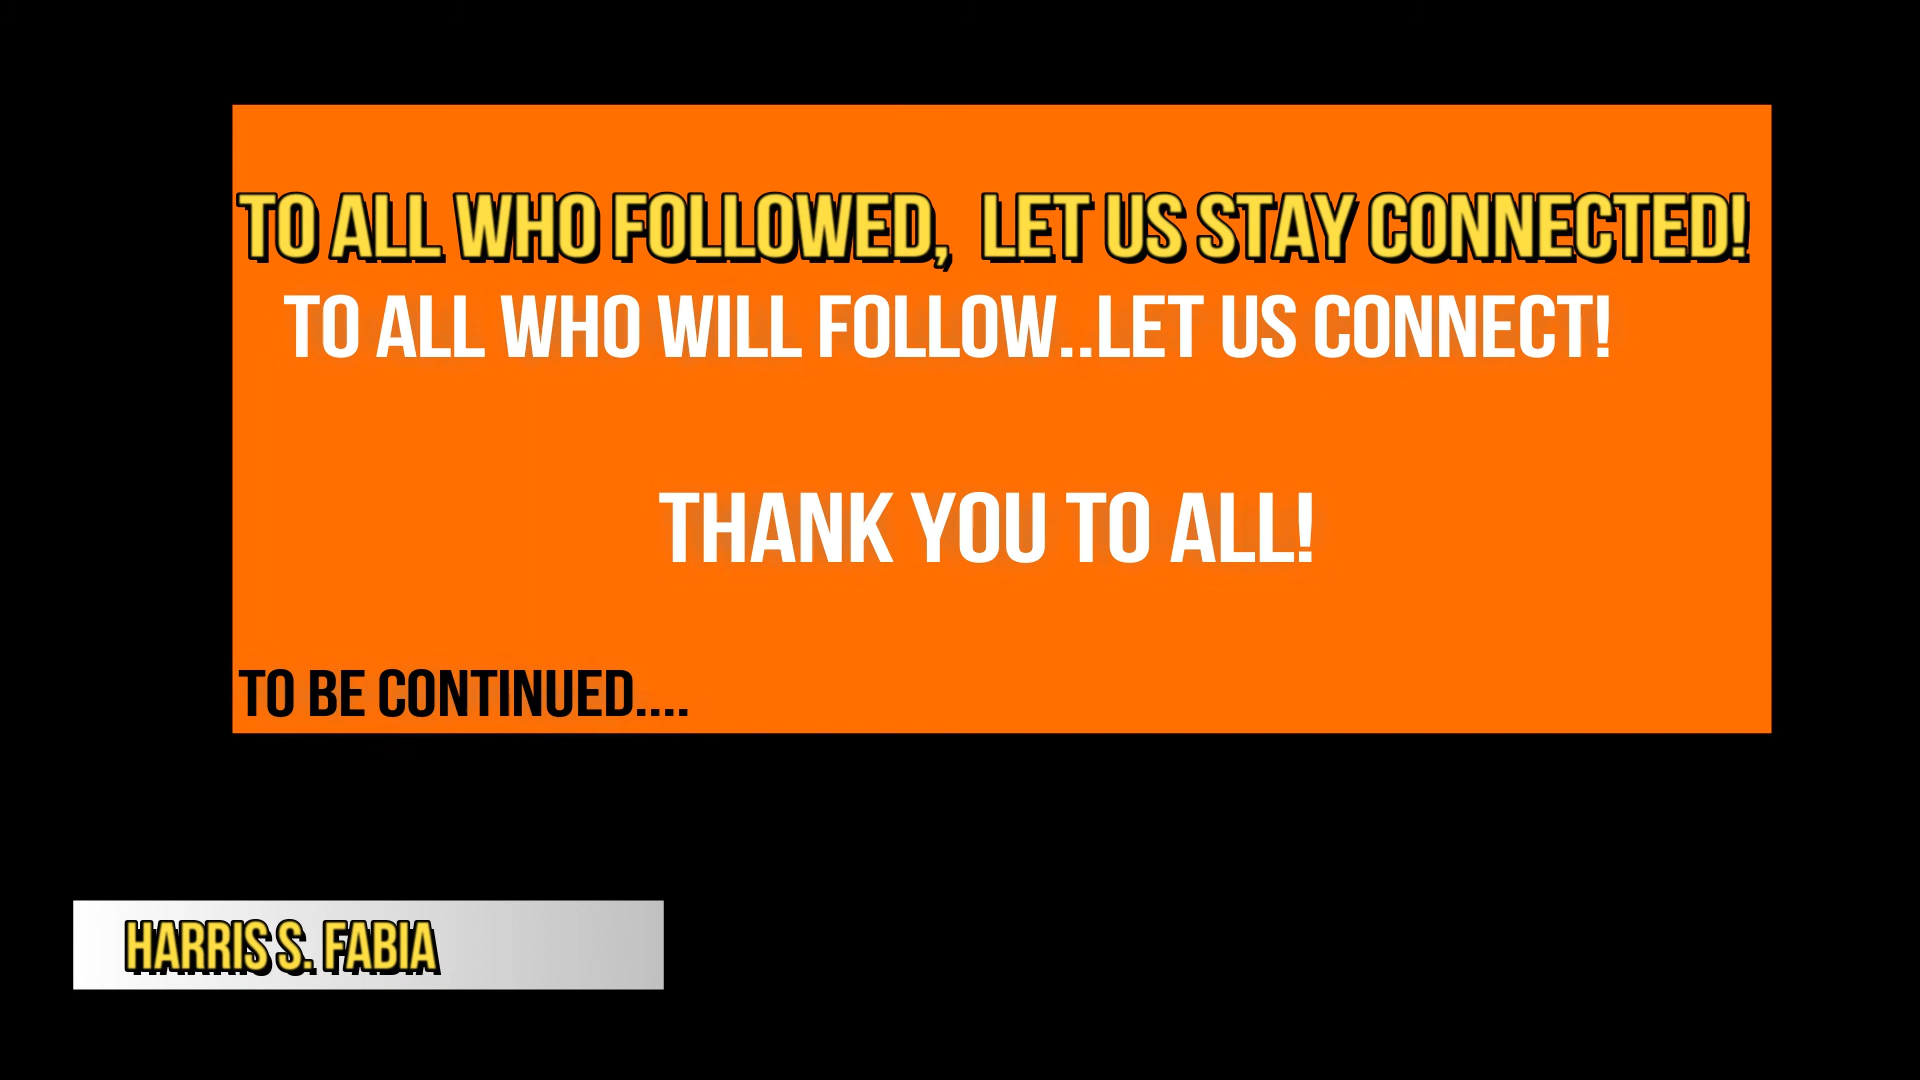 TO ALL WHO FOLLOWED, LET US STAY CONNECTED!
TO ALL WHO WILL FOLLOW..LET US CONNECT!
THANK YOU TO ALL!
TO BE CONTINUED....
HARRIS S. FABIA